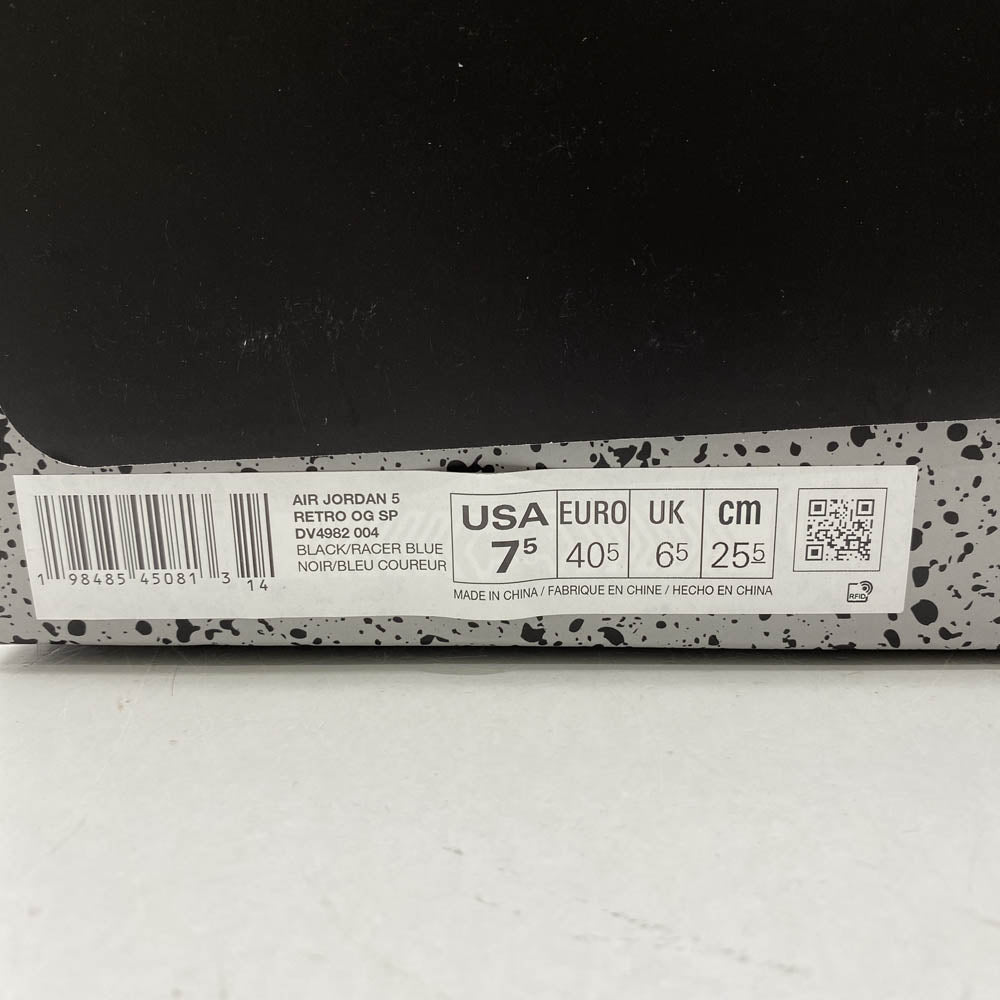 1 98485 45081 3 14
AIR JORDAN 5
RETRO OG SP
DV4982 004
BLACK/RACER BLUE
NOIR/BLEU COUREUR
USA EURO UK cm
7⁵ 40⁵ 6⁵ 25⁵
MADE IN CHINA / FABRIQUE EN CHINE / HECHO EN CHINA
RFID